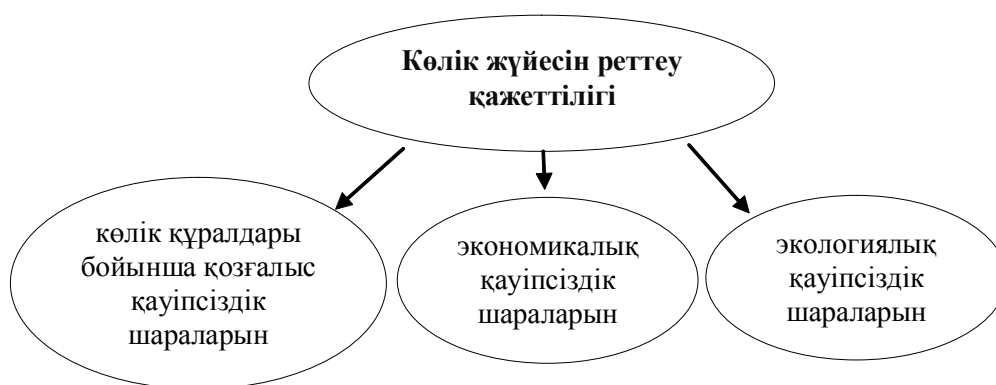 Көлік жүйесін реттеу
қажеттілігі
көлік құралдары
бойынша қозғалыс
қауіпсіздік
шараларын
экономикалық
қауіпсіздік
шараларын
экологиялық
қауіпсіздік
шараларын